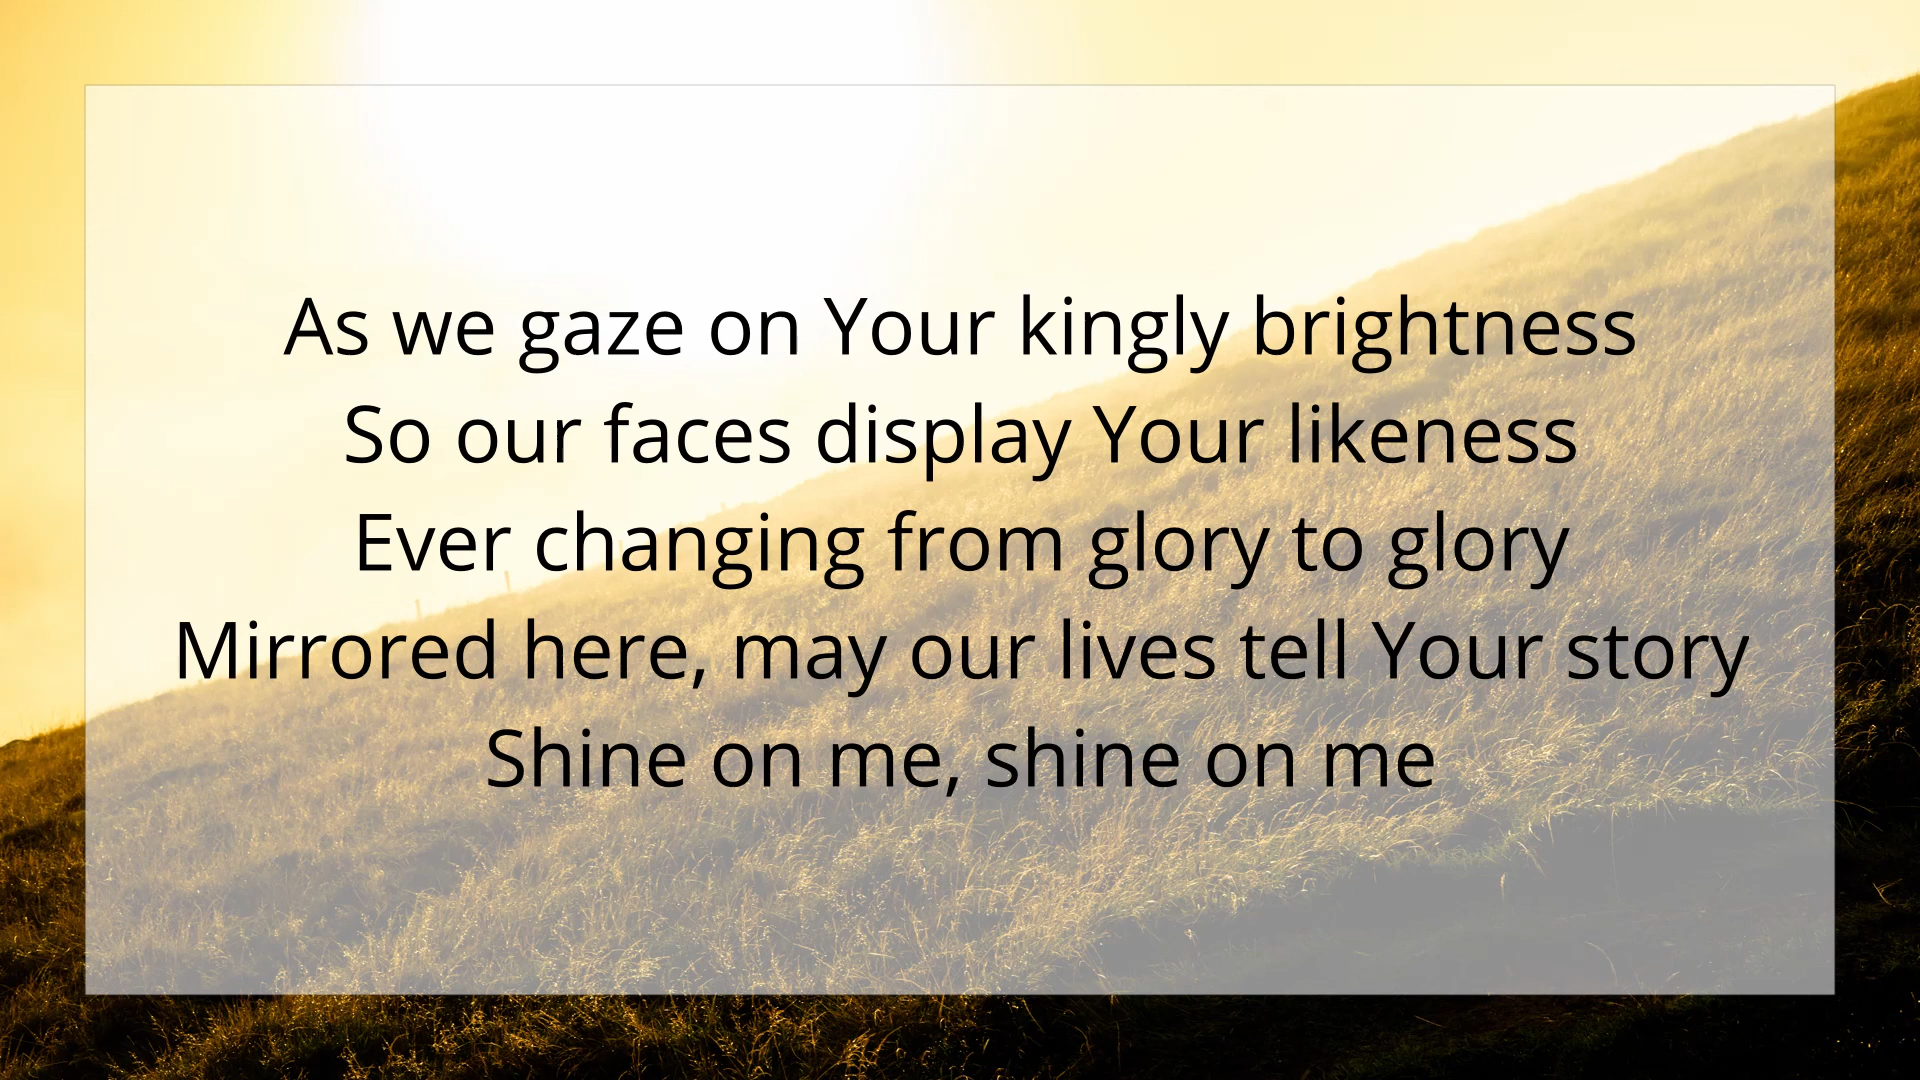 As we gaze on Your kingly brightness
So our faces display Your likeness
Ever changing from glory to glory
Mirrored here, may our lives tell Your story
Shine on me, shine on me